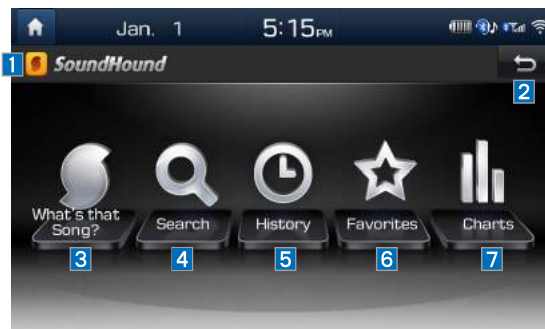 Jan. 1 5:15PM
1 SoundHound
2
What's that
Song? Search History Favorites Charts
3 4 5 6 7